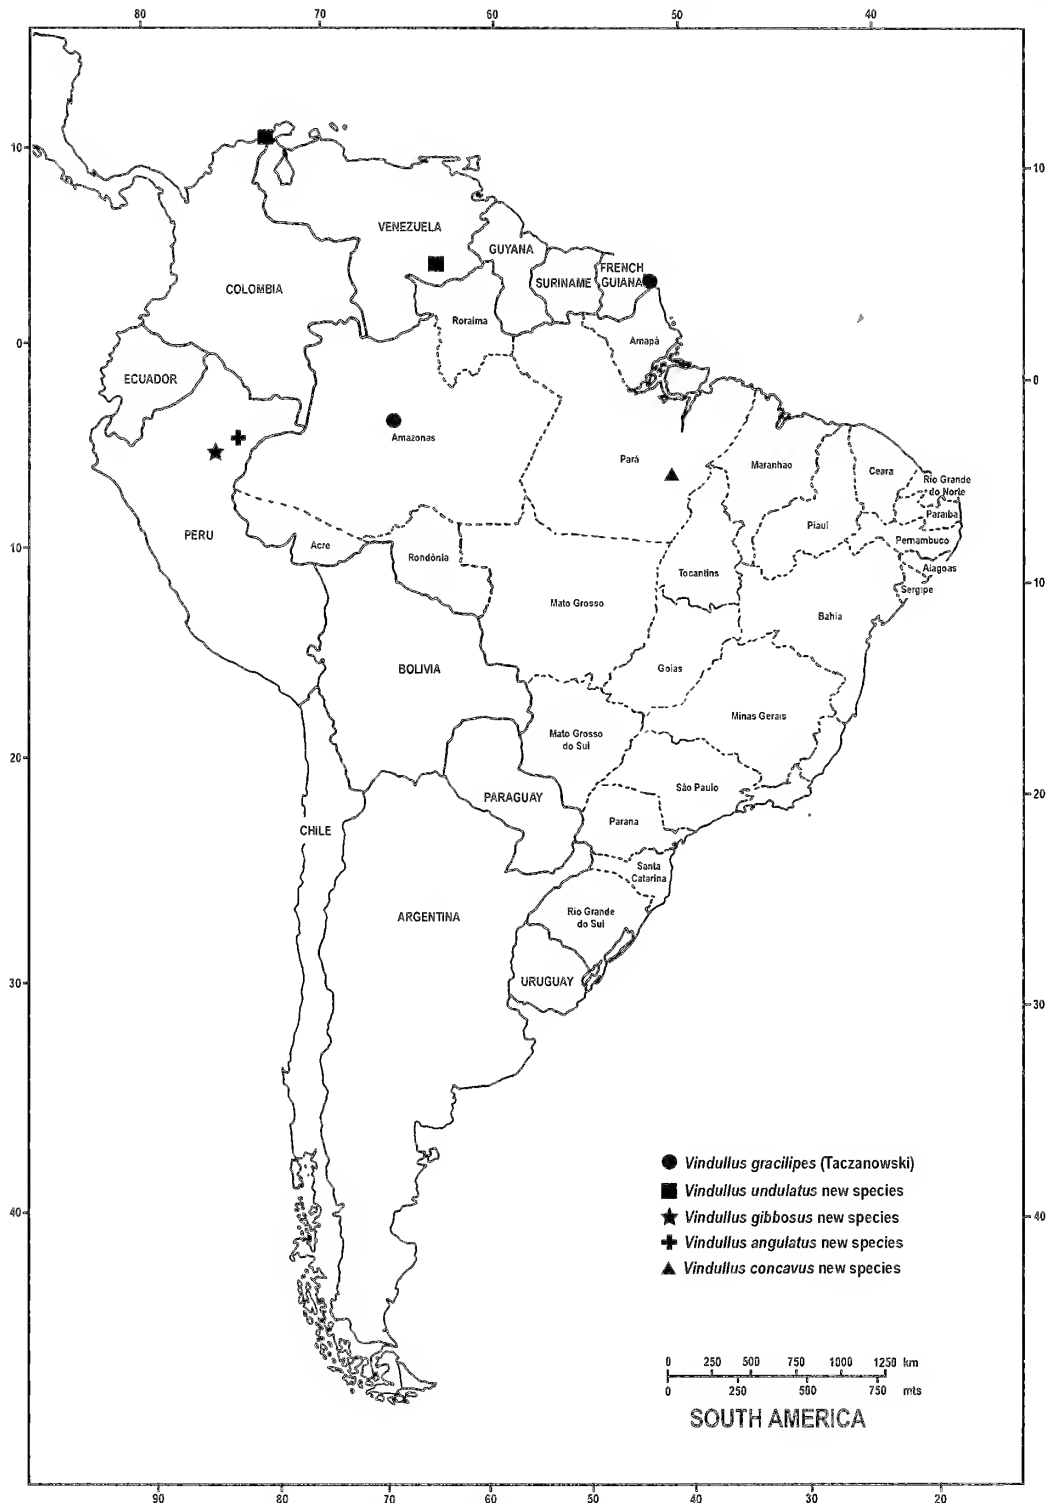 80 70 60 50 40
10
10
VENEZUELA
GUYANA
FRENCH
GUIANA
SURINAME
COLOMBIA
Roraima
Amapà
0
0
ECUADOR
Amazonas
Pará
Maranhao
Ceara
Rio Grande
do Norte
Paraiba
Piauí
Pernambuco
PERU
Acre
Rondônia
Alagoas
Sergipe
10
10
Tocantins
Mato Grosso
Bahia
BOLIVIA
Goias
Minas Gerais
Mato Grosso
do Sul
20
20
São Paulo
PARAGUAY
Parana
CHILE
Santa
Catarina
ARGENTINA
Rio Grande
do Sul
URUGUAY
30
30
Vindullus gracilipes (Taczanowski)
Vindullus undulatus new species
Vindullus gibbosus new species
Vindullus angulatus new species
Vindullus concavus new species
40
40
0 250 500 750 1000 1250 km
0 250 500 750 mts
SOUTH AMERICA
90 80 70 60 50 40 30 20